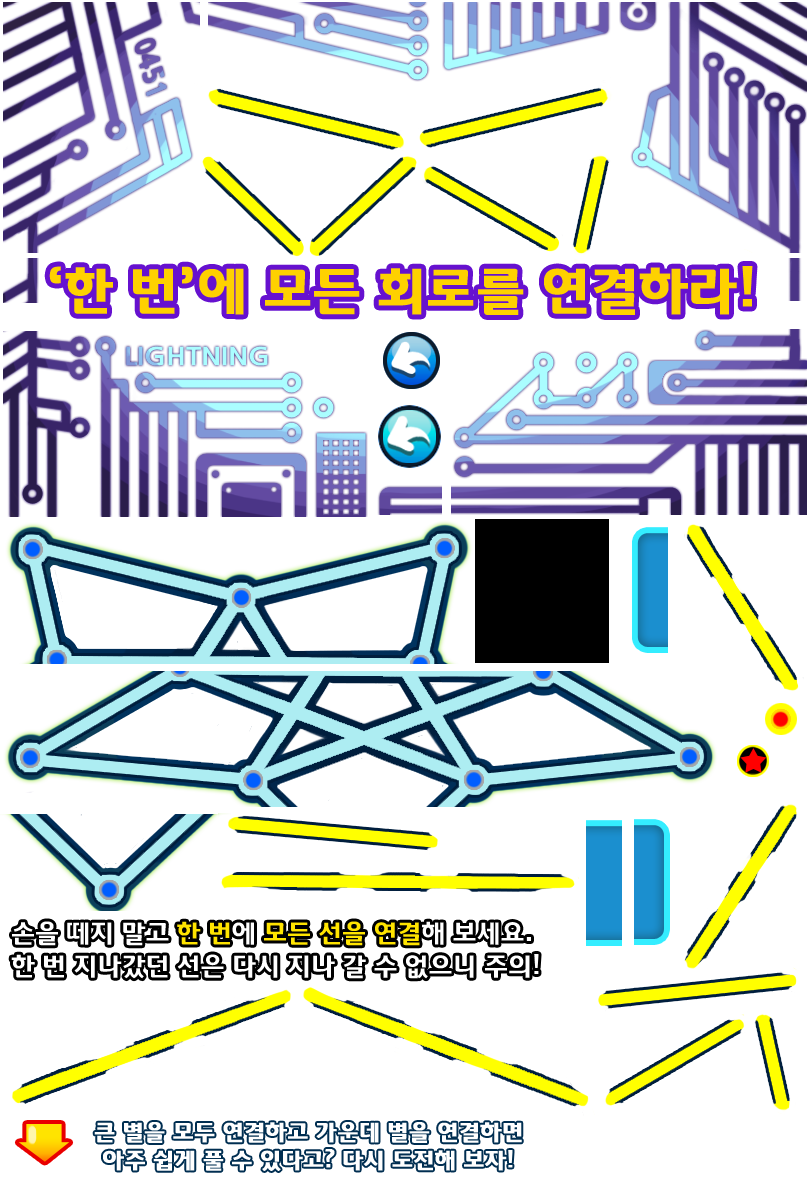 0451
‘한 번’에 모든 회로를 연결하라!
LIGHTNING
손을 떼지 말고 한 번에 모든 선을 연결해 보세요.
한 번 지나갔던 선은 다시 지나 갈 수 없으니 주의!
큰 별을 모두 연결하고 가운데 별을 연결하면
아주 쉽게 풀 수 있다고? 다시 도전해 보자!